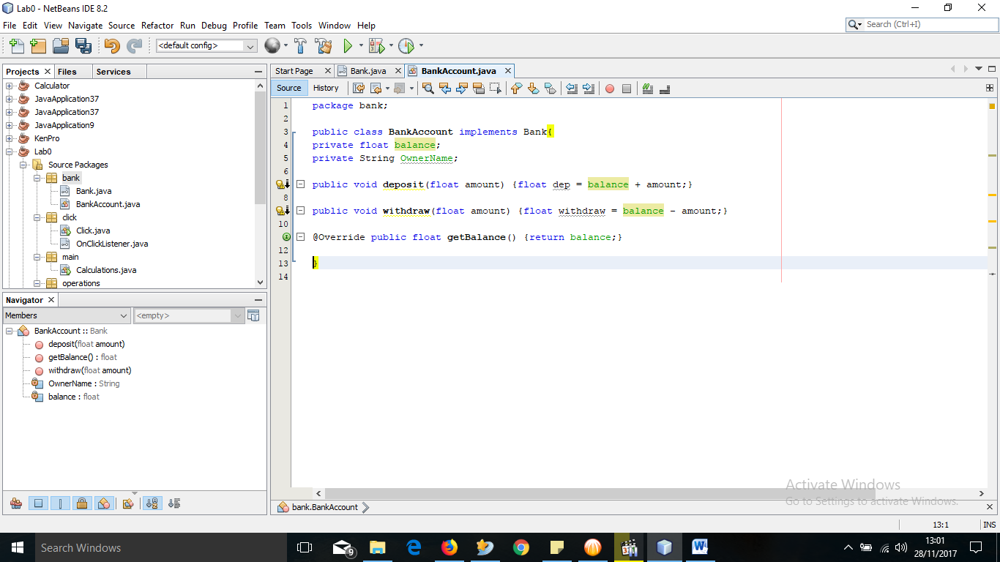 Lab0 - NetBeans IDE 8.2
File Edit View Navigate Source Refactor Run Debug Profile Team Tools Window Help
Search (Ctrl+I)
<default config>
Projects Files Services
Calculator
JavaApplication37
JavaApplication37
JavaApplication9
KenPro
Lab0
Source Packages
bank
Bank.java
BankAccount.java
click
Click.java
OnClickListener.java
main
Calculations.java
operations
Navigator
Members <empty>
BankAccount :: Bank
deposit(float amount)
getBalance() : float
withdraw(float amount)
OwnerName : String
balance : float
Start Page Bank.java BankAccount.java
Source History
1 package bank;
2
3 public class BankAccount implements Bank{
4 private float balance;
5 private String OwnerName;
6
public void deposit(float amount) {float dep = balance + amount;}
8
public void withdraw(float amount) {float withdraw = balance - amount;}
10
@Override public float getBalance() {return balance;}
12
13 }
14
bank.BankAccount
Activate Windows
Go to Settings to activate Windows.
13:1 INS
Search Windows
9
13:01
28/11/2017